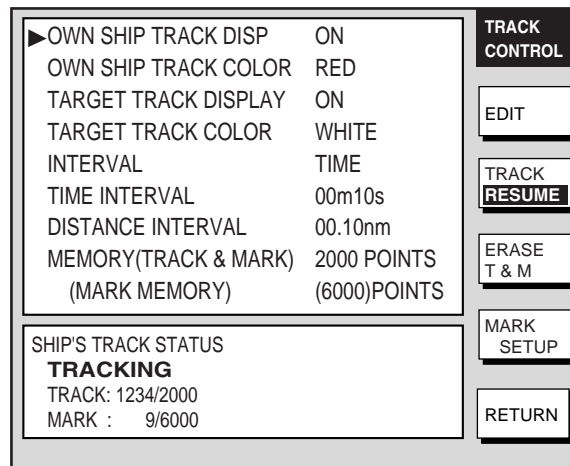 ▶OWN SHIP TRACK DISP ON
OWN SHIP TRACK COLOR RED
TARGET TRACK DISPLAY ON
TARGET TRACK COLOR WHITE
INTERVAL TIME
TIME INTERVAL 00m10s
DISTANCE INTERVAL 00.10nm
MEMORY(TRACK & MARK) 2000 POINTS
(MARK MEMORY) (6000)POINTS
SHIP'S TRACK STATUS
TRACKING
TRACK: 1234/2000
MARK : 9/6000
TRACK
CONTROL
EDIT
TRACK
RESUME
ERASE
T & M
MARK
SETUP
RETURN